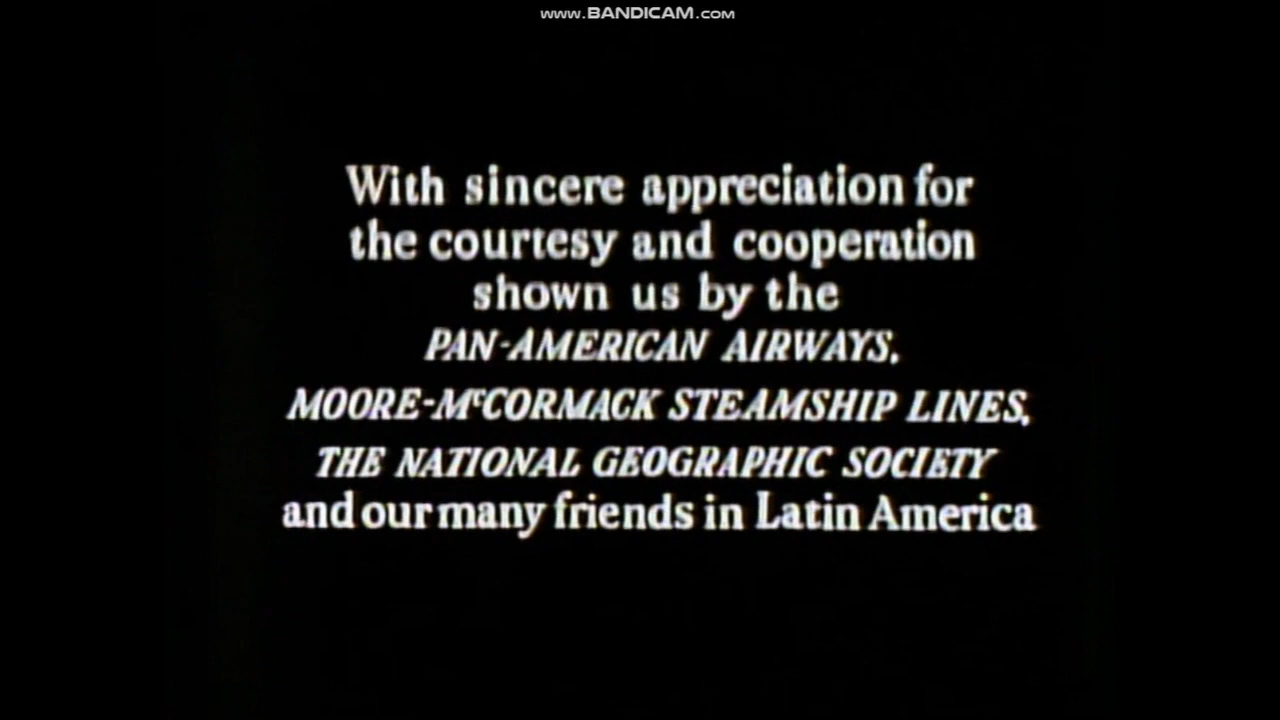 www.BANDICAM.com
With sincere appreciation for
the courtesy and cooperation
shown us by the
PAN-AMERICAN AIRWAYS,
MOORE-McCORMACK STEAMSHIP LINES,
THE NATIONAL GEOGRAPHIC SOCIETY
and our many friends in Latin America